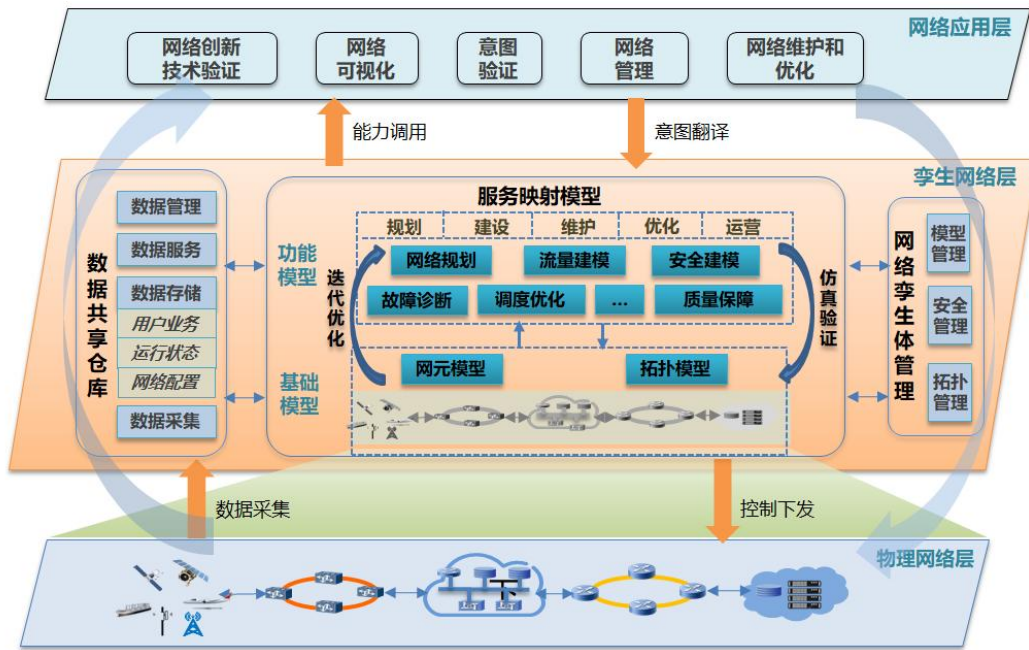 网络应用层
网络创新
技术验证
网络
可视化
意图
验证
网络
管理
网络维护和
优化
能力调用
意图翻译
孪生网络层
数据共享仓库
数据管理
数据服务
数据存储
用户业务
运行状态
网络配置
数据采集
服务映射模型
功能
模型
基础
模型
规划
建设
维护
优化
运营
迭代优化
网络规划
流量建模
安全建模
故障诊断
调度优化
...
质量保障
仿真验证
网元模型
拓扑模型
网络孪生体管理
模型
管理
安全
管理
拓扑
管理
数据采集
控制下发
物理网络层